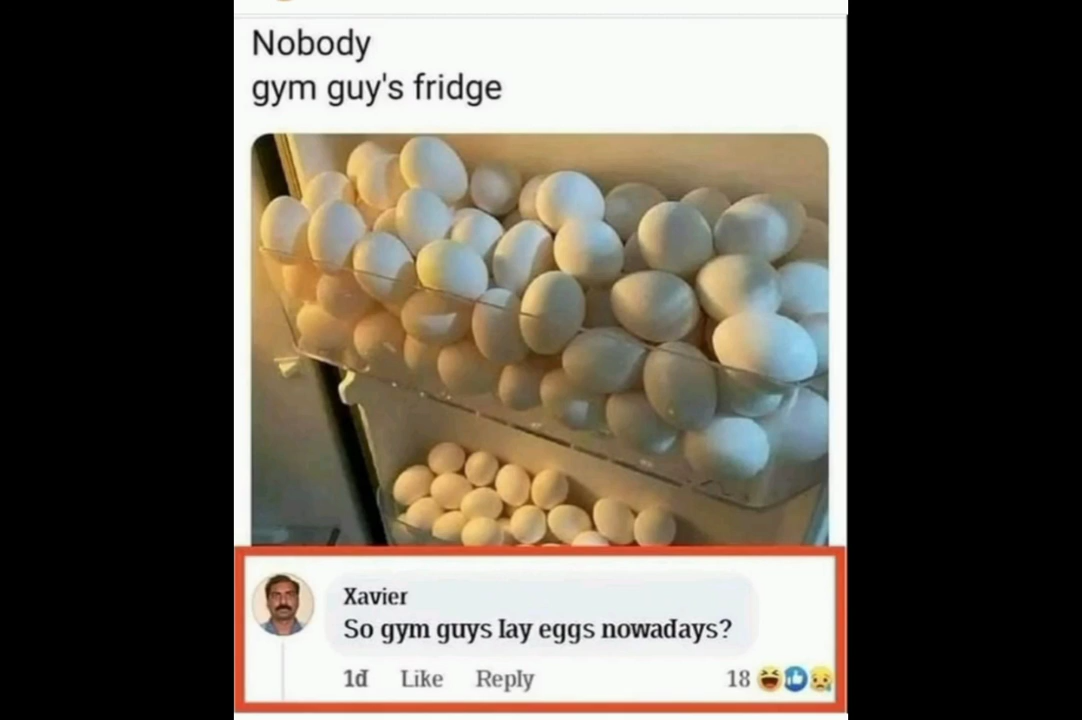 Nobody
gym guy's fridge
Xavier
So gym guys lay eggs nowadays?
1d Like Reply 18